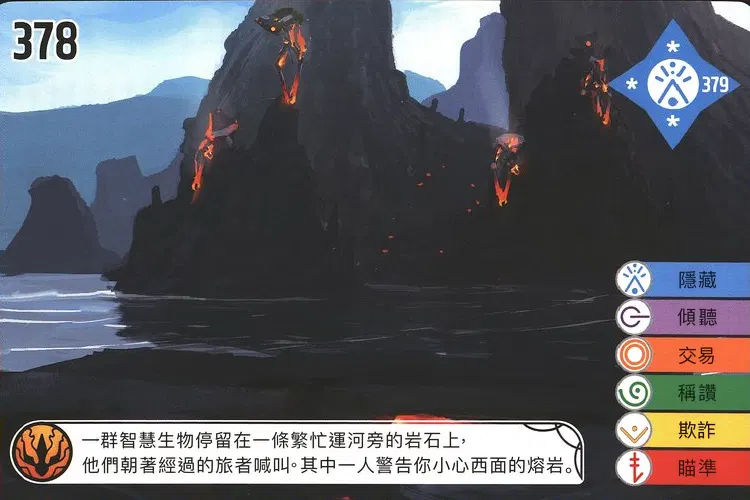 378
* * 379
*
隱藏
傾聽
交易
稱讚
欺詐
瞄準
一群智慧生物停留在一條繁忙運河旁的岩石上,
他們朝著經過的旅者喊叫。其中一人警告你小心西面的熔岩。